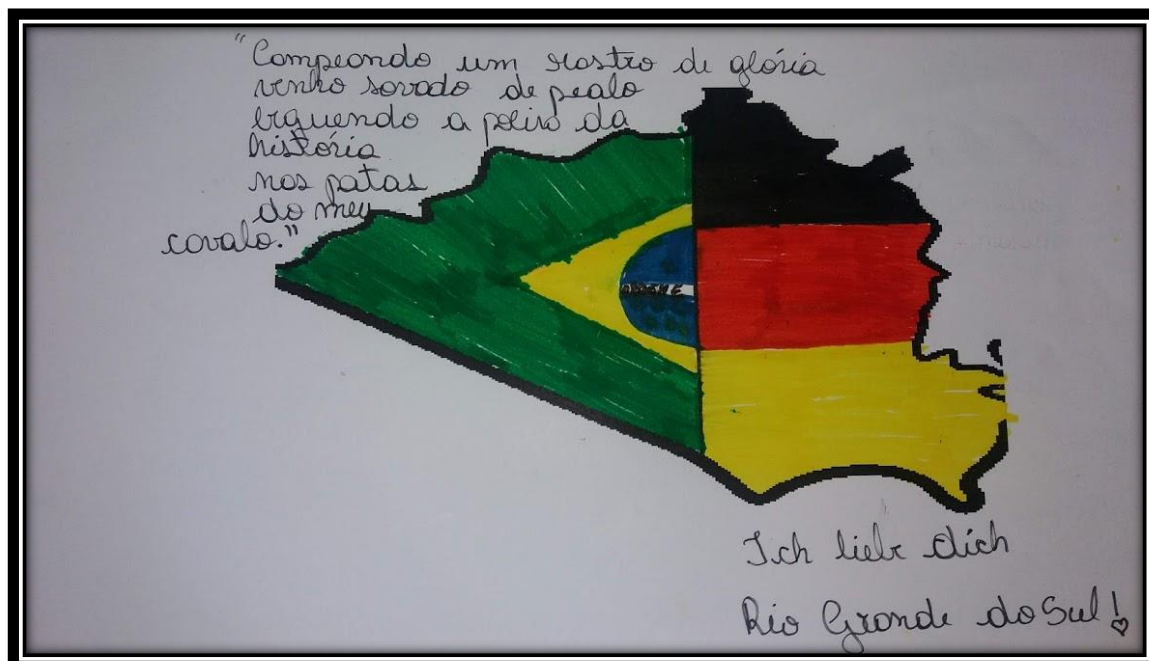 "Campeando um rastro de glória
venho sovado de pealo
Erguendo a poeira da
história
nas patas
do meu
cavalo."
Ich liebe dich
Rio Grande do Sul!